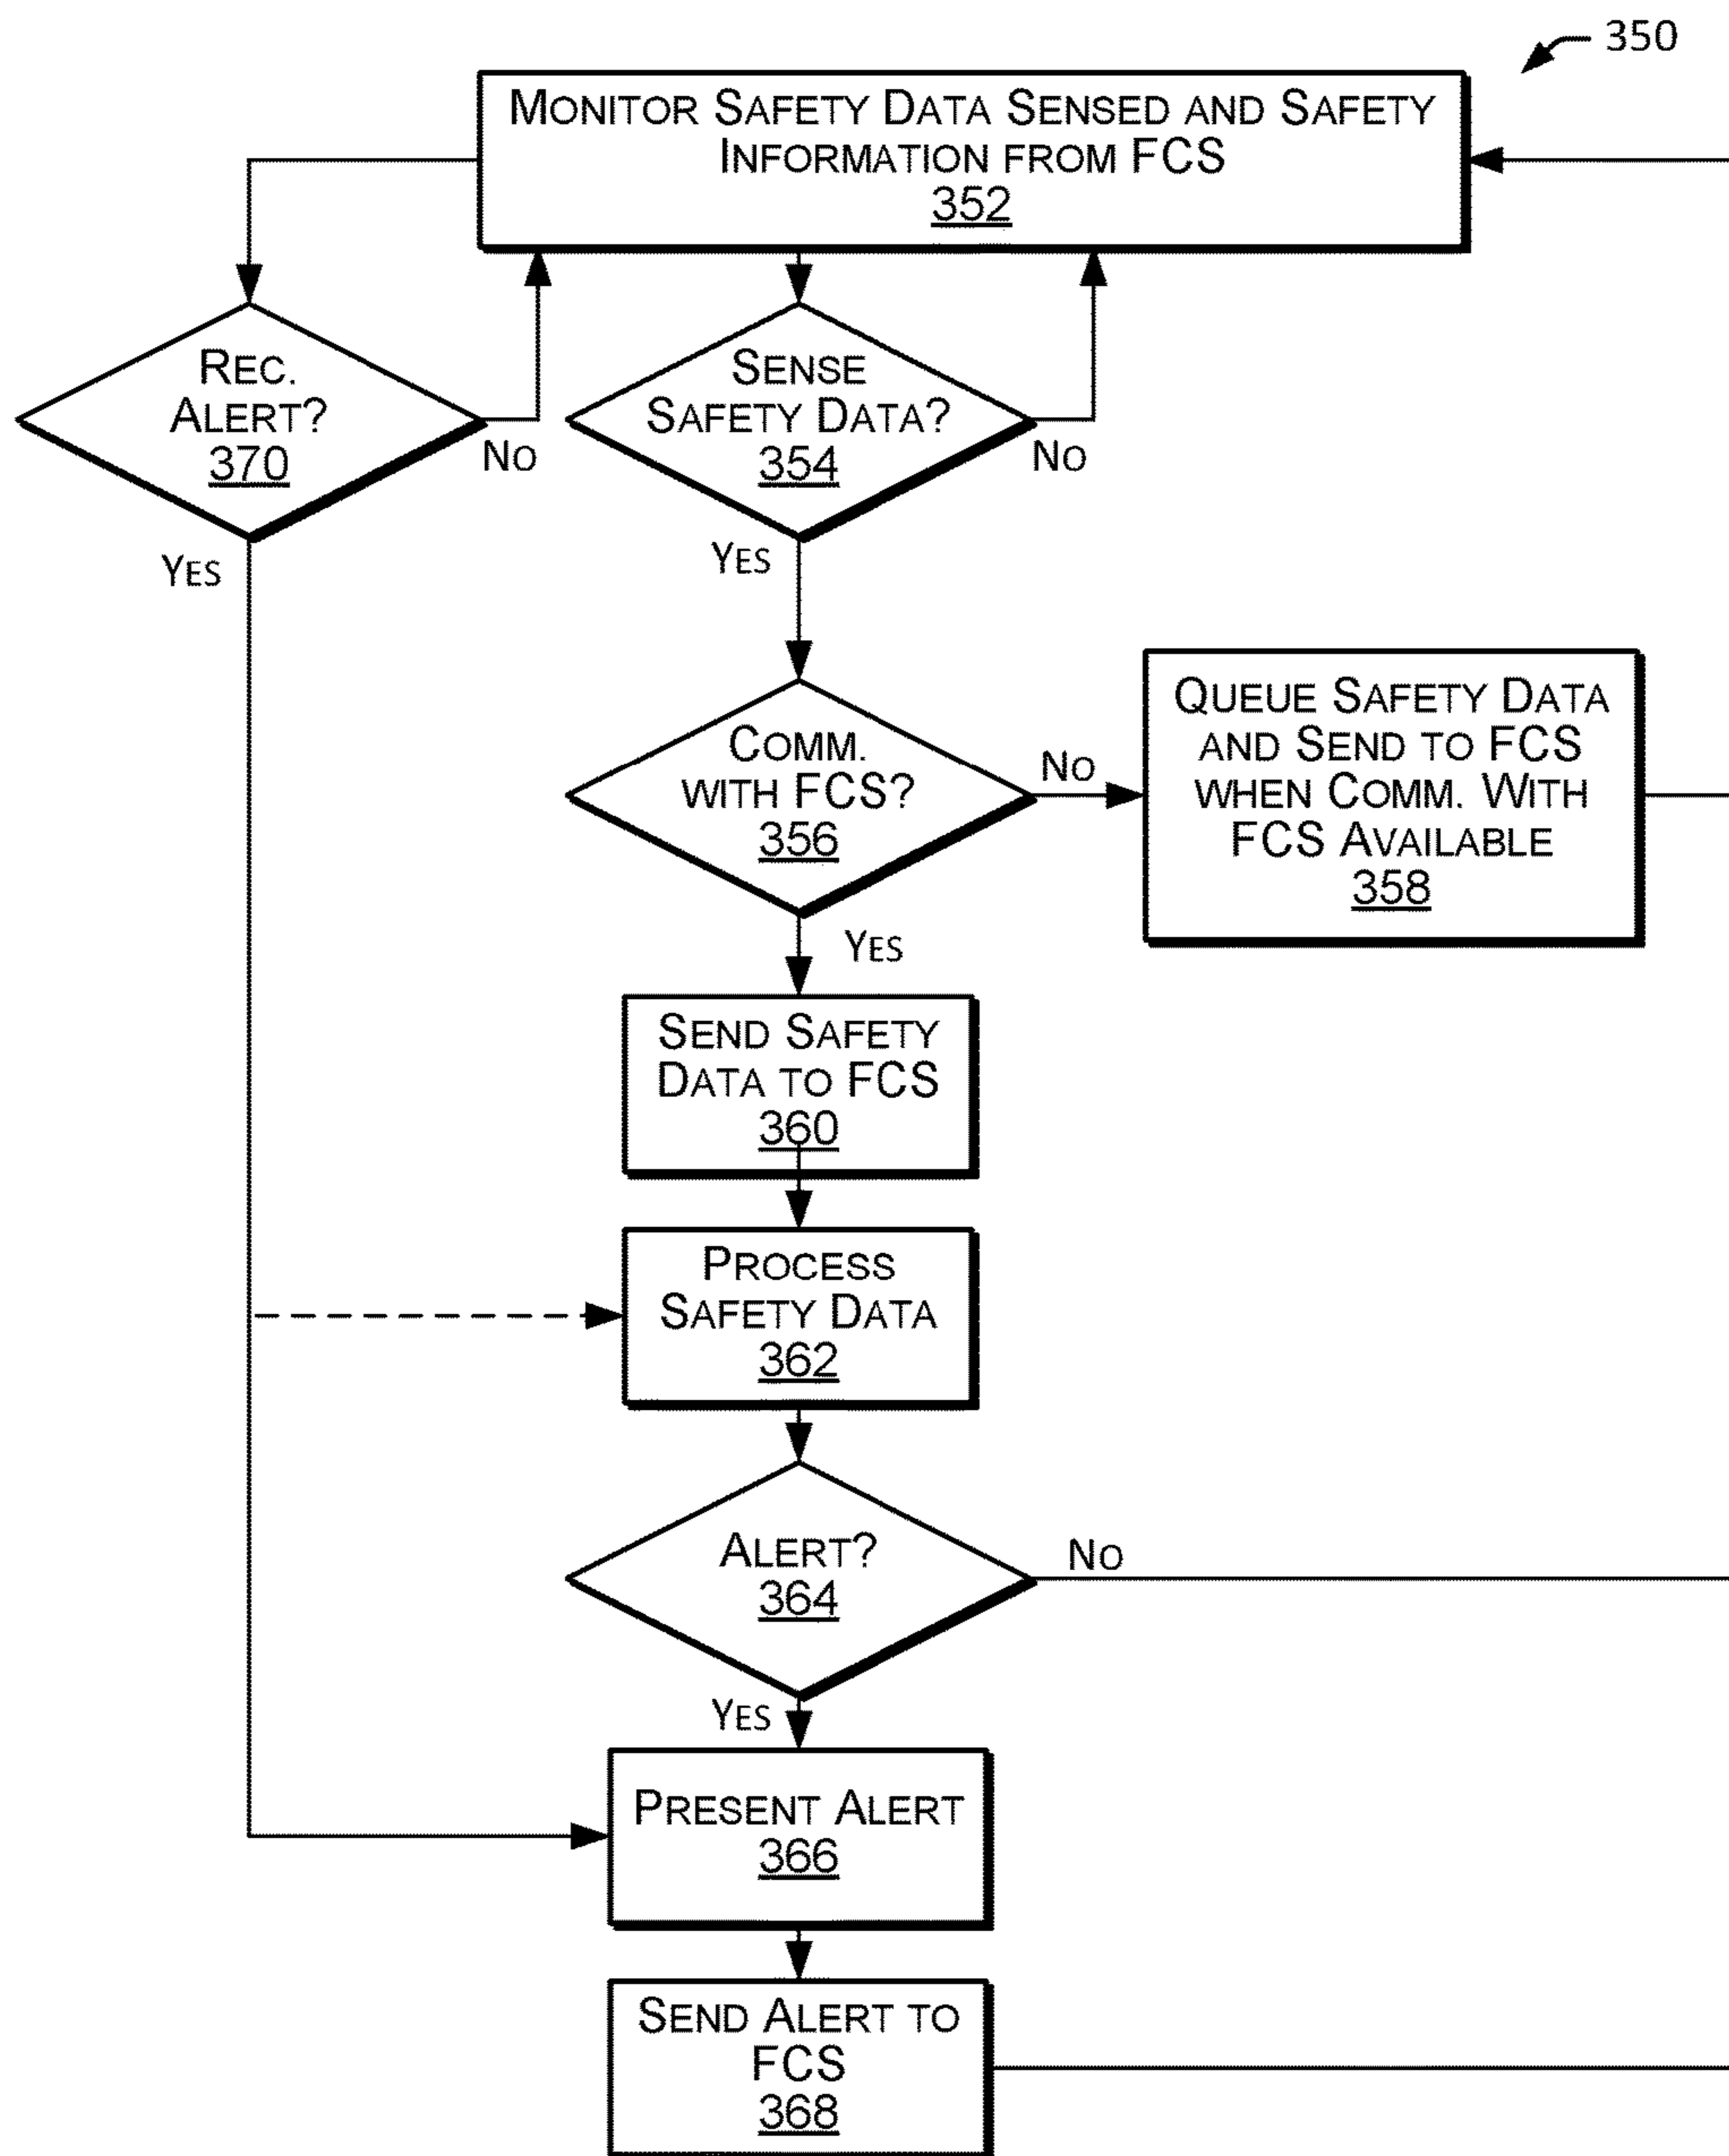 350
MONITOR SAFETY DATA SENSED AND SAFETY
INFORMATION FROM FCS
352
REC.
ALERT?
370
NO
YES
SENSE
SAFETY DATA?
354
NO
YES
COMM.
WITH FCS?
356
NO
YES
QUEUE SAFETY DATA
AND SEND TO FCS
WHEN COMM. WITH
FCS AVAILABLE
358
SEND SAFETY
DATA TO FCS
360
PROCESS
SAFETY DATA
362
ALERT?
364
NO
YES
PRESENT ALERT
366
SEND ALERT TO
FCS
368